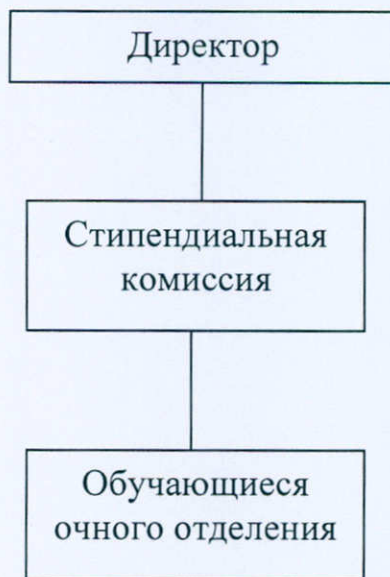 Директор
Стипендиальная
комиссия
Обучающиеся
очного отделения